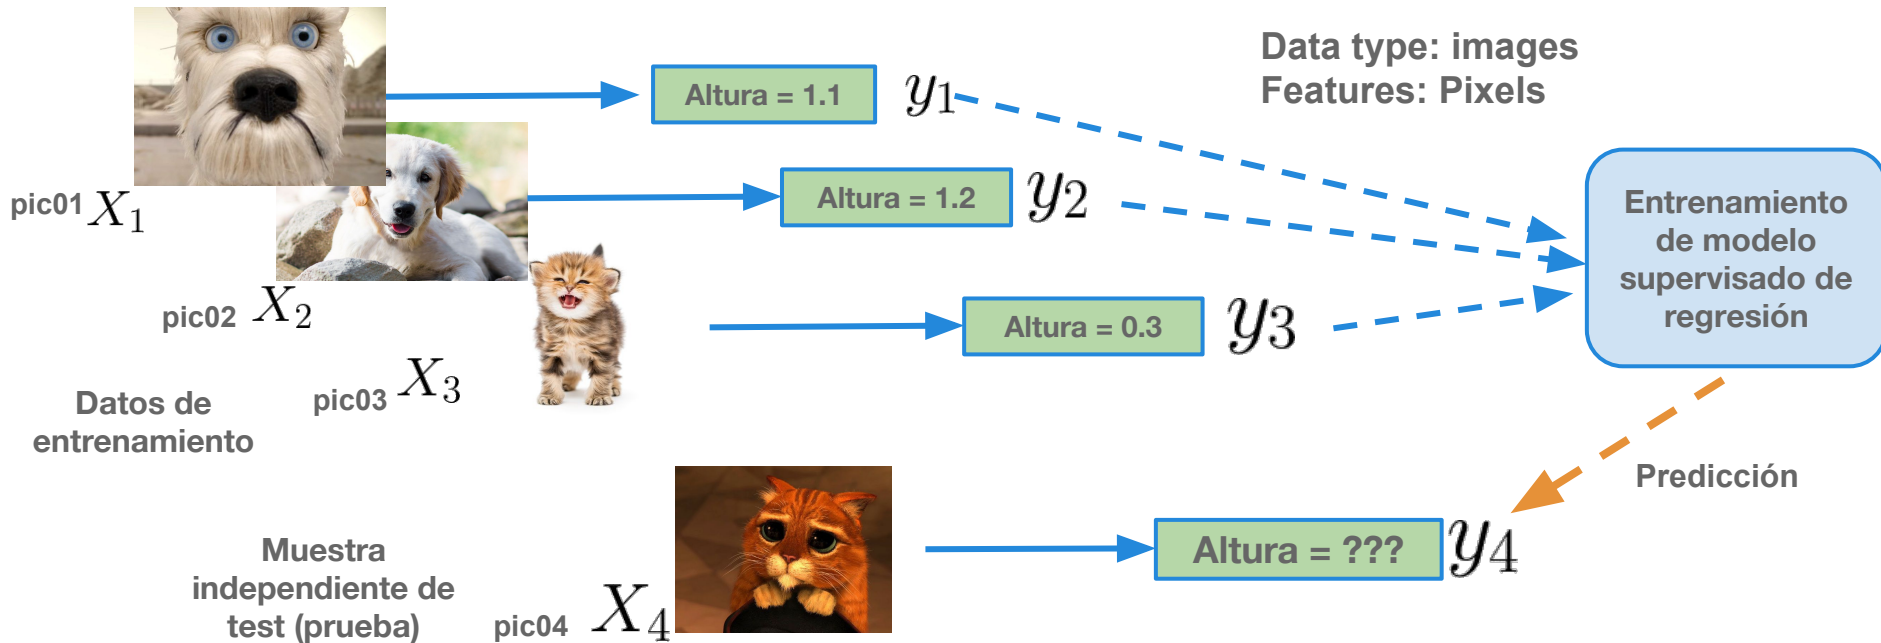 Data type: images
Features: Pixels
Altura = 1.1
y1
pic01 X1
Altura = 1.2
y2
pic02 X2
Altura = 0.3
y3
pic03 X3
Entrenamiento
de modelo
supervisado de
regresión
Datos de
entrenamiento
Predicción
Muestra
independiente de
test (prueba)
pic04 X4
Altura = ???
y4